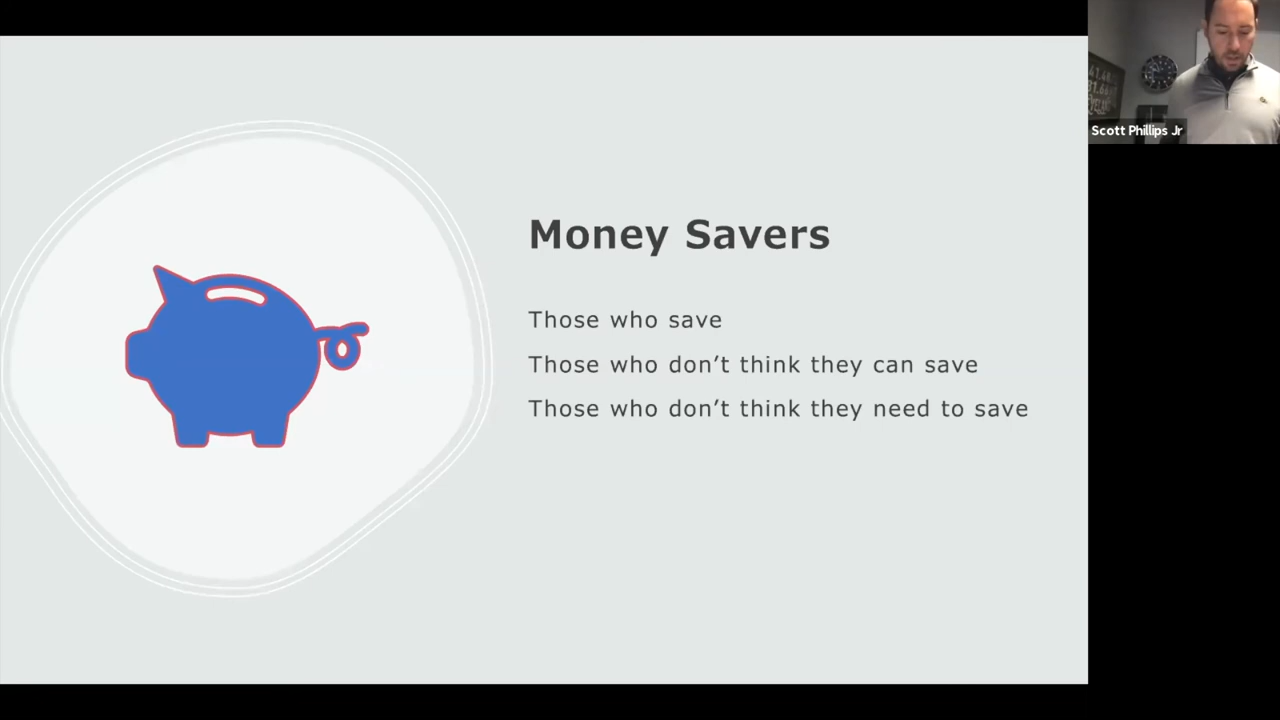 Money Savers
Those who save
Those who don’t think they can save
Those who don’t think they need to save
Scott Phillips Jr